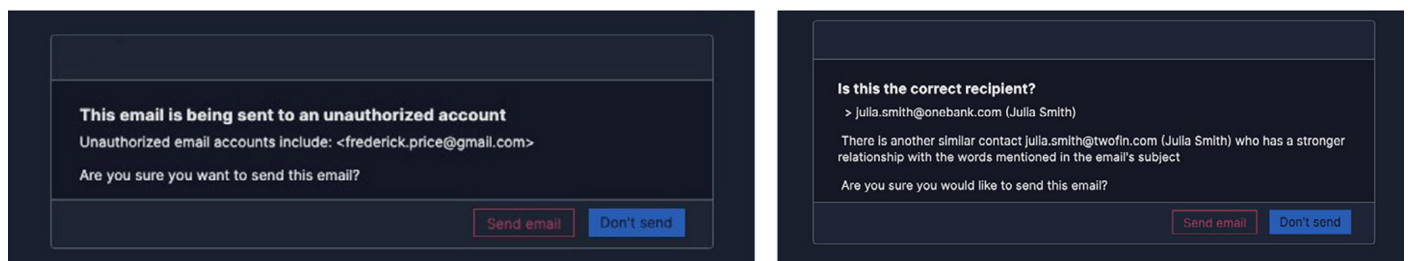 This email is being sent to an unauthorized account
Unauthorized email accounts include: <frederick.price@gmail.com>
Are you sure you want to send this email?
Send email
Don't send
Is this the correct recipient?
> julia.smith@onebank.com (Julia Smith)
There is another similar contact julia.smith@twofin.com (Julia Smith) who has a stronger
relationship with the words mentioned in the email's subject
Are you sure you would like to send this email?
Send email
Don't send